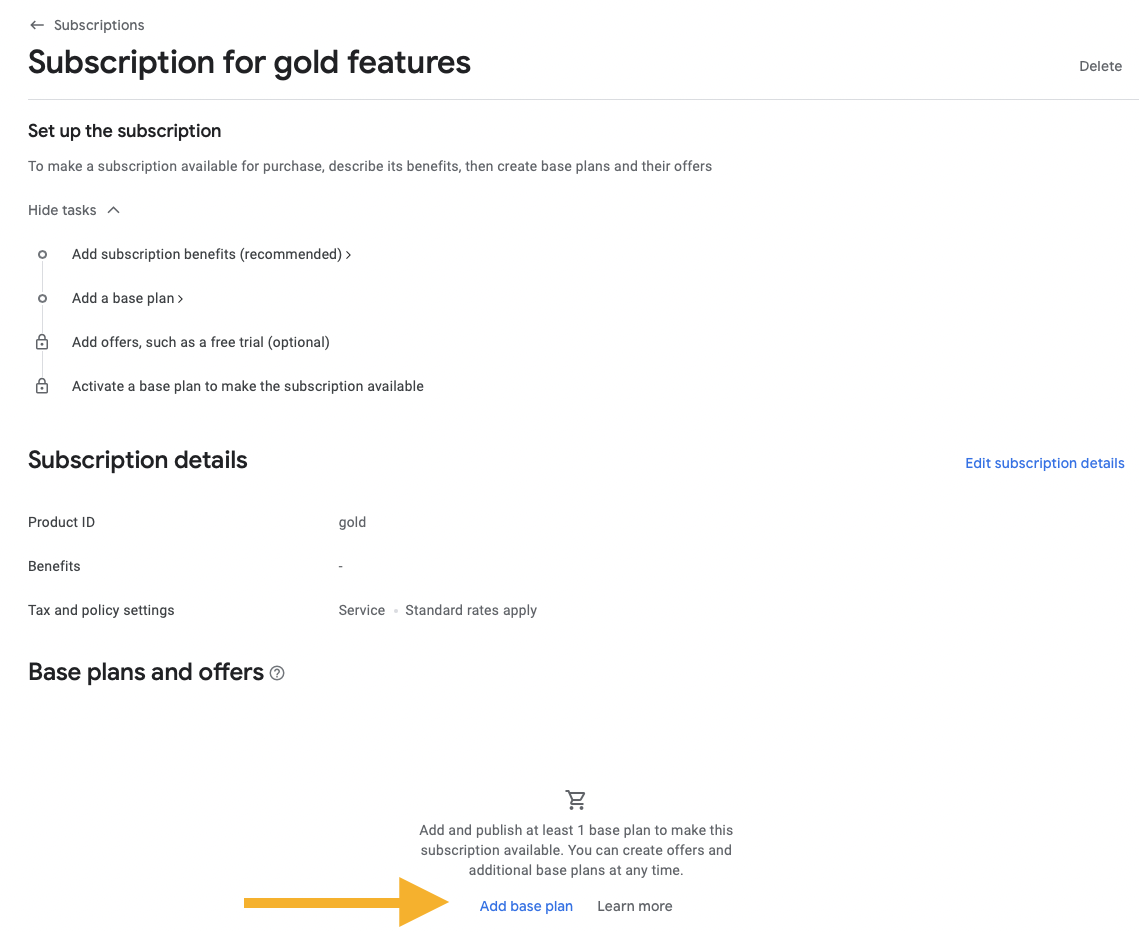 Subscriptions
Subscription for gold features
Delete
Set up the subscription
To make a subscription available for purchase, describe its benefits, then create base plans and their offers
Hide tasks
Add subscription benefits (recommended)
Add a base plan
Add offers, such as a free trial (optional)
Activate a base plan to make the subscription available
Subscription details
Edit subscription details
Product ID gold
Benefits -
Tax and policy settings Service • Standard rates apply
Base plans and offers
Add and publish at least 1 base plan to make this
subscription available. You can create offers and
additional base plans at any time.
Add base plan Learn more